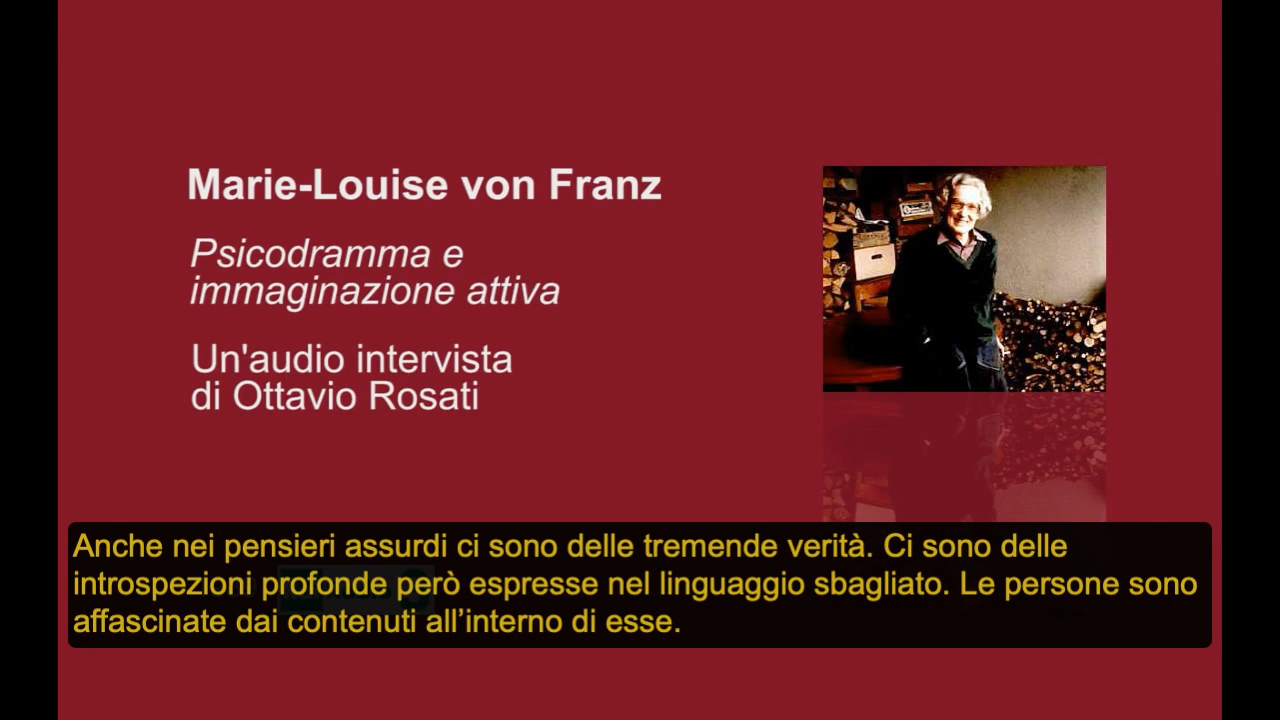 Marie-Louise von Franz
Psicodramma e
immaginazione attiva
Un'audio intervista
di Ottavio Rosati
Anche nei pensieri assurdi ci sono delle tremende verità. Ci sono delle
introspezioni profonde però espresse nel linguaggio sbagliato. Le persone sono
affascinate dai contenuti all’interno di esse.